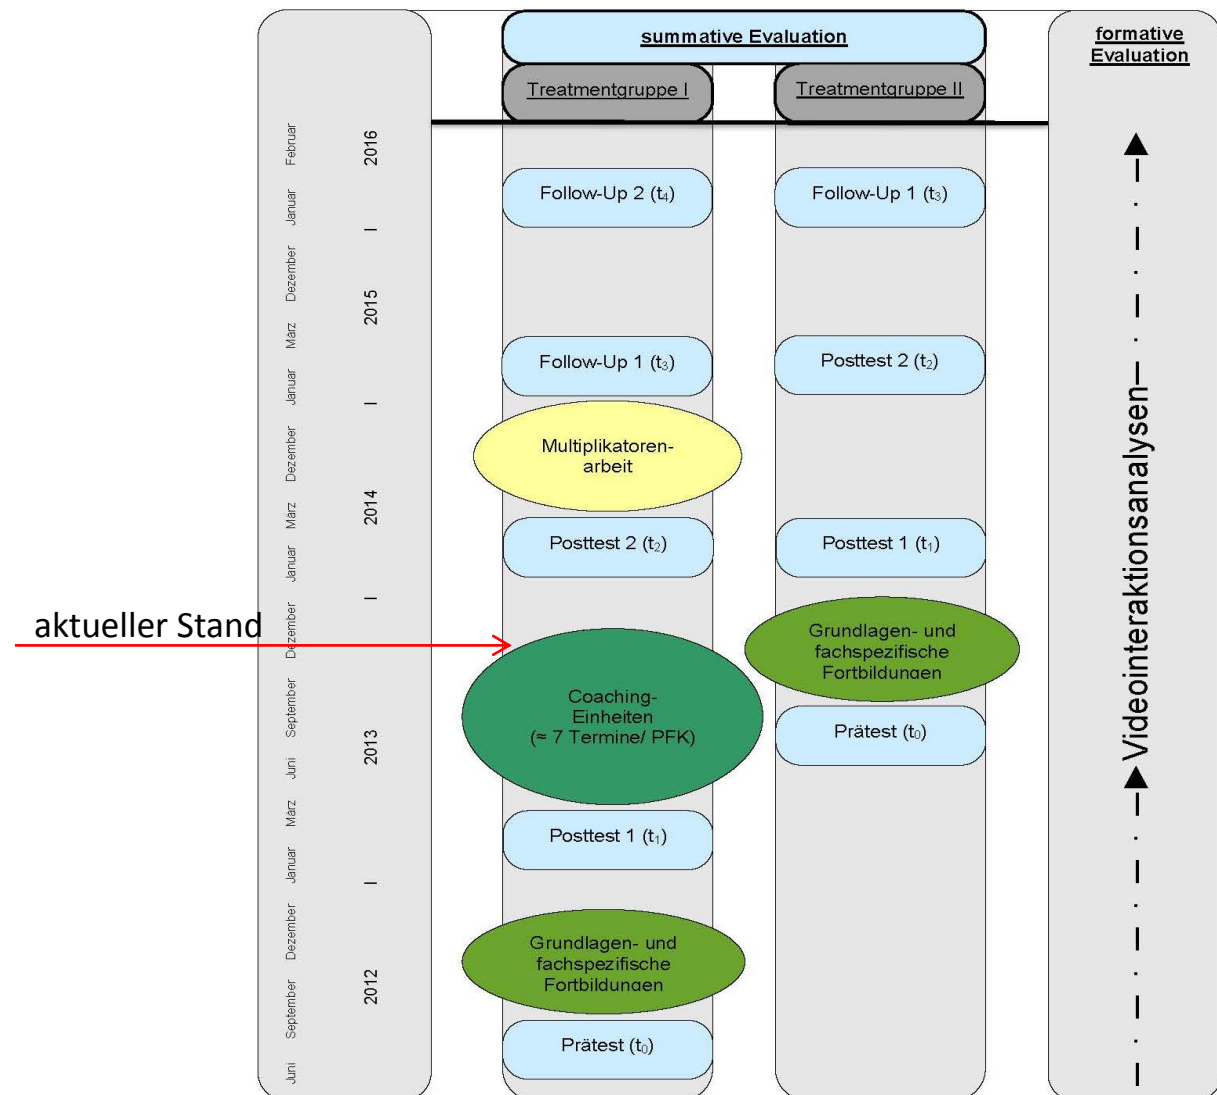 summative Evaluation
formative
Evaluation
Treatmentgruppe I
Treatmentgruppe II
Februar
2016
Januar
Follow-Up 2 (t₄)
Follow-Up 1 (t₃)
I
Dezember
2015
März
Follow-Up 1 (t₃)
Posttest 2 (t₂)
Januar
I
Multiplikatoren-
arbeit
Dezember
2014
März
Posttest 2 (t₂)
Posttest 1 (t₁)
Januar
I
aktueller Stand
Dezember
Grundlagen- und
fachspezifische
Fortbildungen
Coaching-
Einheiten
(≈ 7 Termine/ PFK)
September
Prätest (t₀)
2013
Juni
Videointeraktionsanalysen
März
Posttest 1 (t₁)
Januar
I
Dezember
Grundlagen- und
fachspezifische
Fortbildungen
2012
September
Prätest (t₀)
Juni